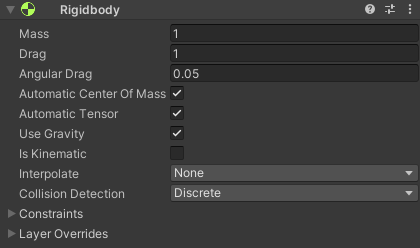 Rigidbody
Mass 1
Drag 1
Angular Drag 0.05
Automatic Center Of Mass
Automatic Tensor
Use Gravity
Is Kinematic
Interpolate None
Collision Detection Discrete
Constraints
Layer Overrides